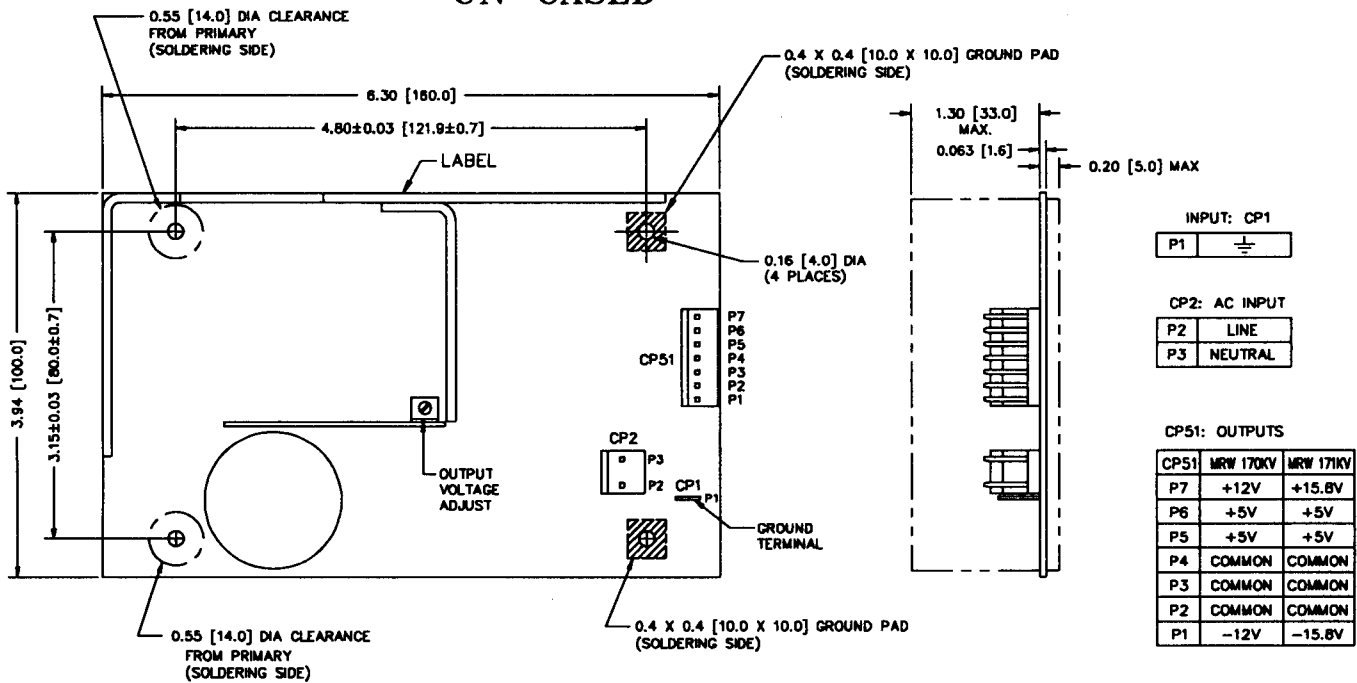 UN-CASED
0.55 [14.0] DIA CLEARANCE
FROM PRIMARY
(SOLDERING SIDE)
0.4 X 0.4 [10.0 X 10.0] GROUND PAD
(SOLDERING SIDE)
6.30 [160.0]
4.80±0.03 [121.9±0.7]
LABEL
1.30 [33.0]
MAX.
0.063 [1.6]
0.20 [5.0] MAX
3.94 [100.0]
3.15±0.03 [80.0±0.7]
0.16 [4.0] DIA
(4 PLACES)
CP51
P7
P6
P5
P4
P3
P2
P1
CP2
P3
P2
CP1
P1
OUTPUT
VOLTAGE
ADJUST
GROUND
TERMINAL
0.55 [14.0] DIA CLEARANCE
FROM PRIMARY
(SOLDERING SIDE)
0.4 X 0.4 [10.0 X 10.0] GROUND PAD
(SOLDERING SIDE)
INPUT: CP1
P1
CP2: AC INPUT
P2 LINE
P3 NEUTRAL
CP51: OUTPUTS
CP51 MRW 170KV MRW 171KV
P7 +12V +15.8V
P6 +5V +5V
P5 +5V +5V
P4 COMMON COMMON
P3 COMMON COMMON
P2 COMMON COMMON
P1 -12V -15.8V